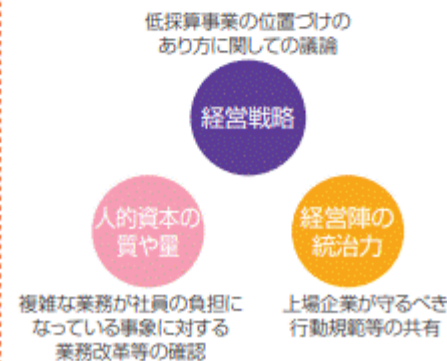 低採算事業の位置づけの
あり方に関しての議論
経営戦略
人的資本の
質や量
経営陣の
統治力
複雑な業務が社員の負担に
なっている事象に対する
業務改革等の確認
上場企業が守るべき
行動規範等の共有